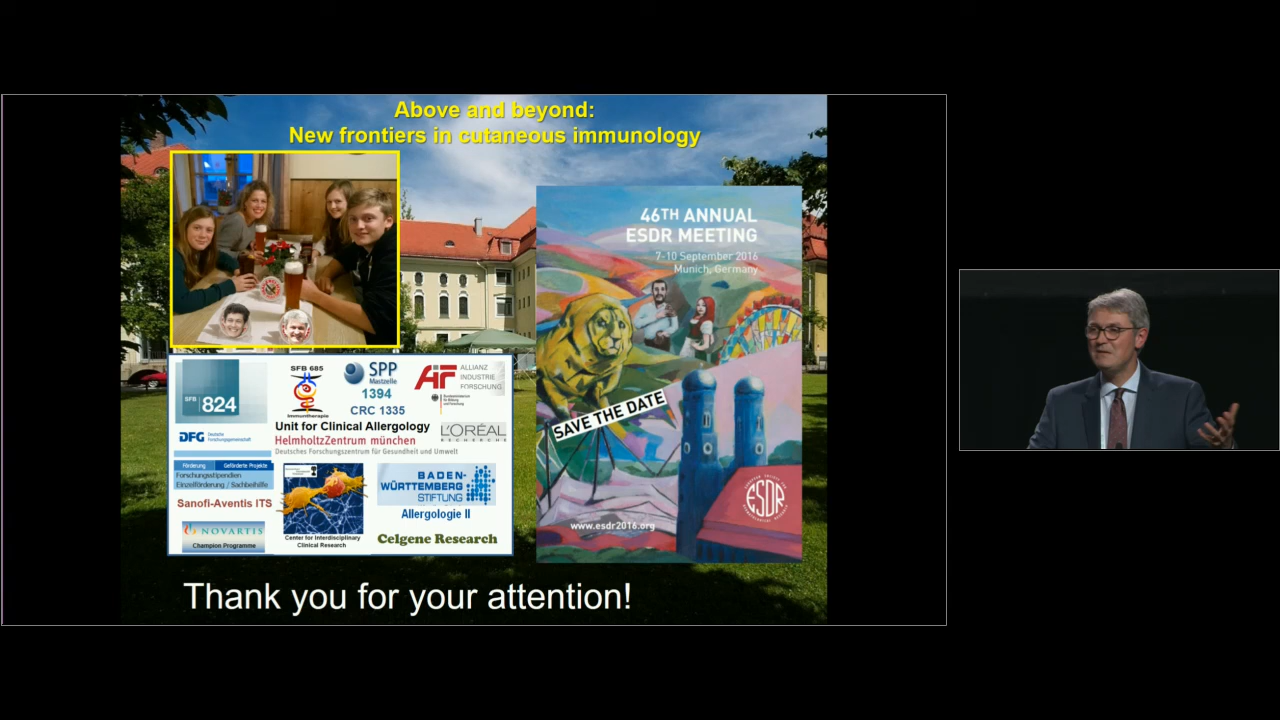 Above and beyond:
New frontiers in cutaneous immunology
46TH ANNUAL
ESDR MEETING
7-10 September 2016
Munich, Germany
SAVE THE DATE
ESDR
www.esdr2016.org
SFB 824
SFB 685
Immuntherapie
SPP
Mastzelle
1394
CRC 1335
AiF
ALLIANZ
INDUSTRIE
FORSCHUNG
DFG Deutsche
Forschungsgemeinschaft
Unit for Clinical Allergology
HelmholtzZentrum münchen
Deutsches Forschungszentrum für Gesundheit und Umwelt
L'ORÉAL
RECHERCHE
Förderung Geförderte Projekte
Forschungsstipendien
Einzelförderung / Sachbeihilfe
Sanofi-Aventis ITS
NOVARTIS
Champion Programme
Center for Interdisciplinary
Clinical Research
BADEN-
WÜRTTEMBERG
STIFTUNG
Allergologie II
Celgene Research
Thank you for your attention!